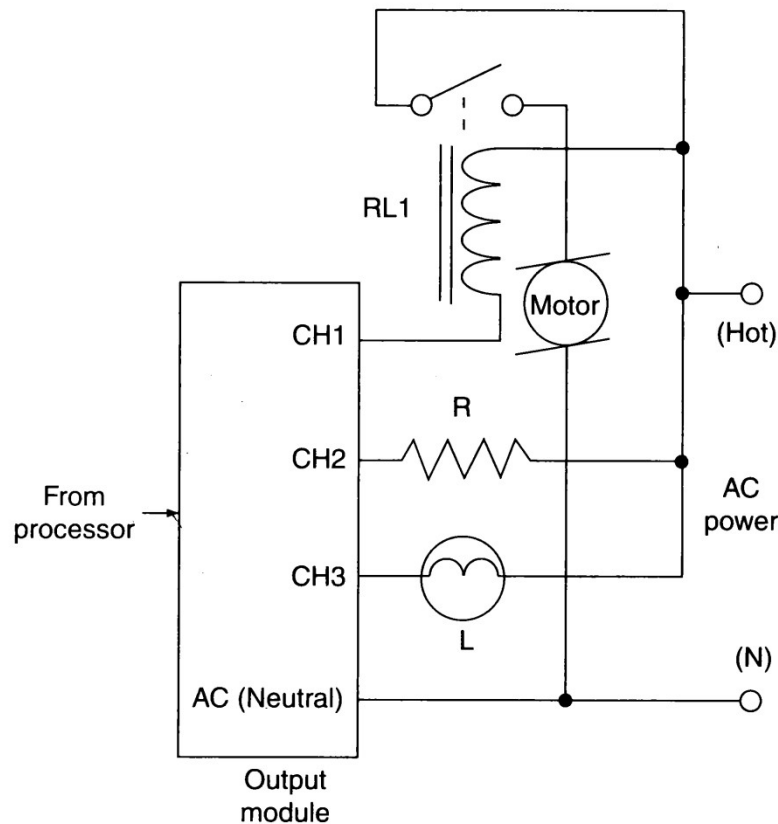 RL1
Motor
(Hot)
CH1
R
CH2
AC
power
From
processor
CH3
L
(N)
AC (Neutral)
Output
module